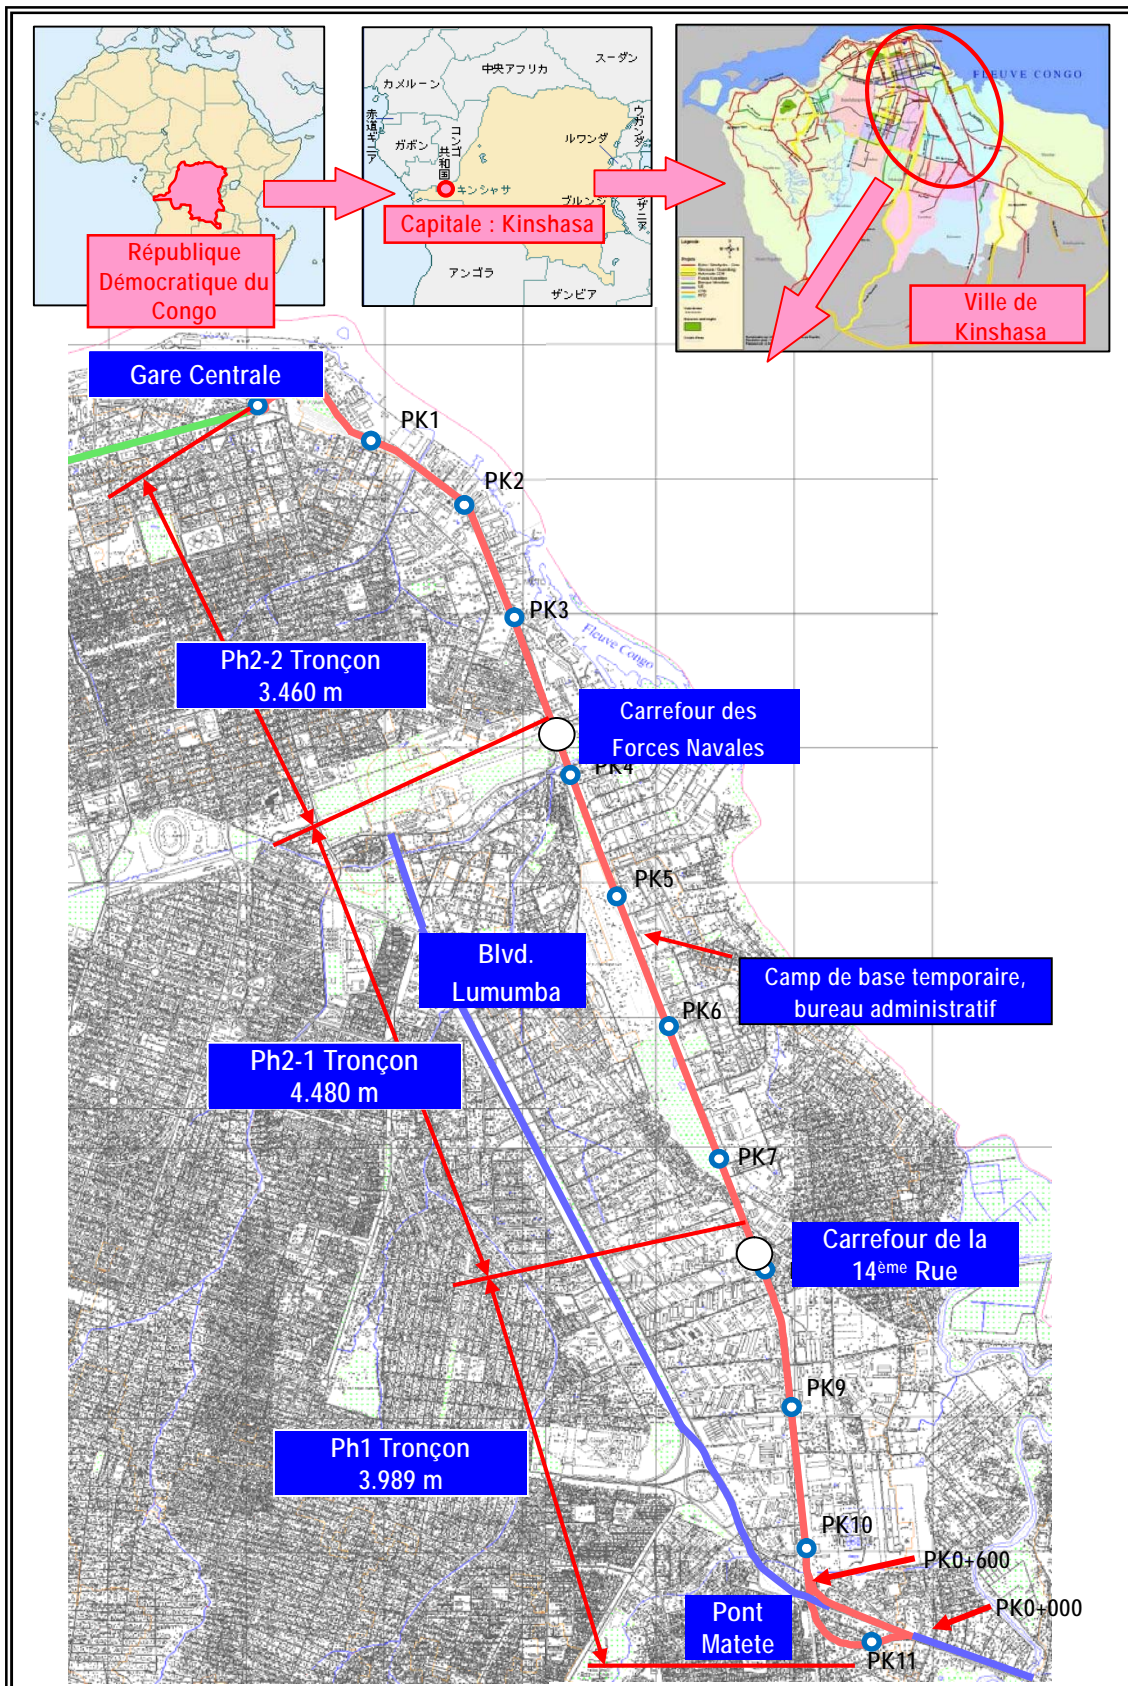 カメルーン
中央アフリカ
スーダン
赤道ギニア
ガボン
コンゴ
共和国
ウガンダ
ルワンダ
キンシャサ
ブルンジ
アンゴラ
ザンビア
FLEUVE CONGO
République
Démocratique du
Congo
Capitale : Kinshasa
Ville de
Kinshasa
Gare Centrale
PK1
PK2
PK3
Fleuve Congo
Ph2-2 Tronçon
3.460 m
Carrefour des
Forces Navales
PK4
PK5
Blvd.
Lumumba
Camp de base temporaire,
bureau administratif
PK6
Ph2-1 Tronçon
4.480 m
PK7
Carrefour de la
14ème Rue
PK9
Ph1 Tronçon
3.989 m
PK10
PK0+600
PK0+000
Pont
Matete
PK11